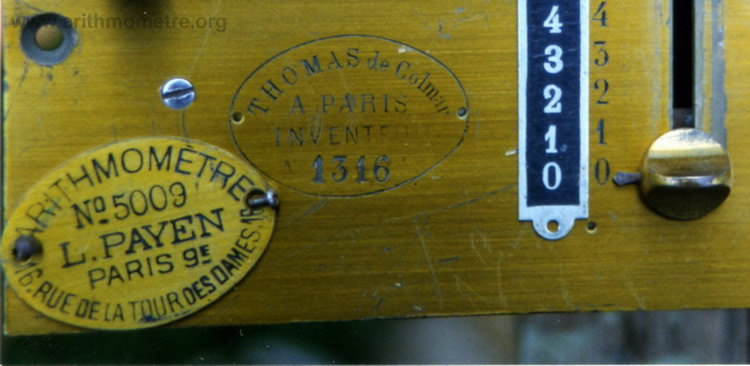 www.arithmometre.org
THOMAS de Colmar
A PARIS
INVENTEUR
1316
ARITHMOMÈTRE
No 5009
L. PAYEN
PARIS 9E
16, RUE DE LA TOUR DES DAMES, 16
4
3
2
1
0
4
3
2
1
0